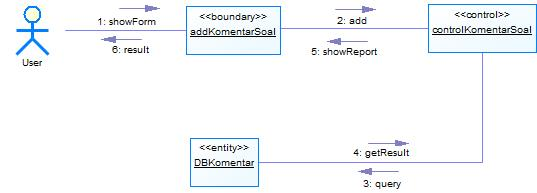 1: showForm
6: result
User
<<boundary>>
addKomentarSoal
2: add
5: showReport
<<control>>
controlKomentarSoal
<<entity>>
DBKomentar
4: getResult
3: query